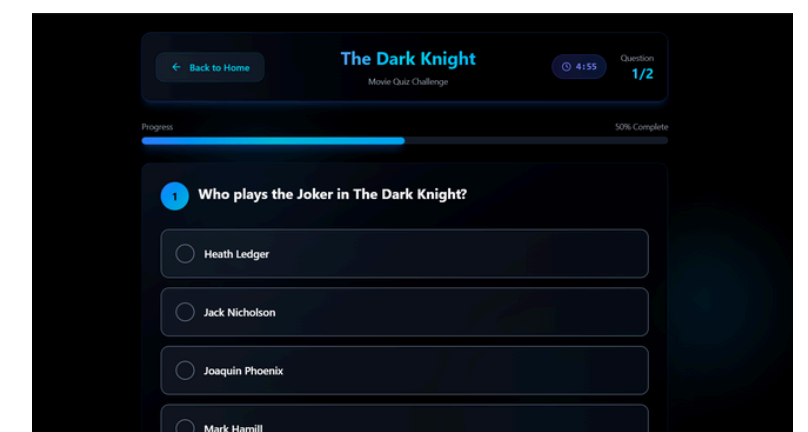 ← Back to Home
The Dark Knight
Movie Quiz Challenge
4:55
Question
1/2
Progress
50% Complete
1
Who plays the Joker in The Dark Knight?
Heath Ledger
Jack Nicholson
Joaquin Phoenix
Mark Hamill